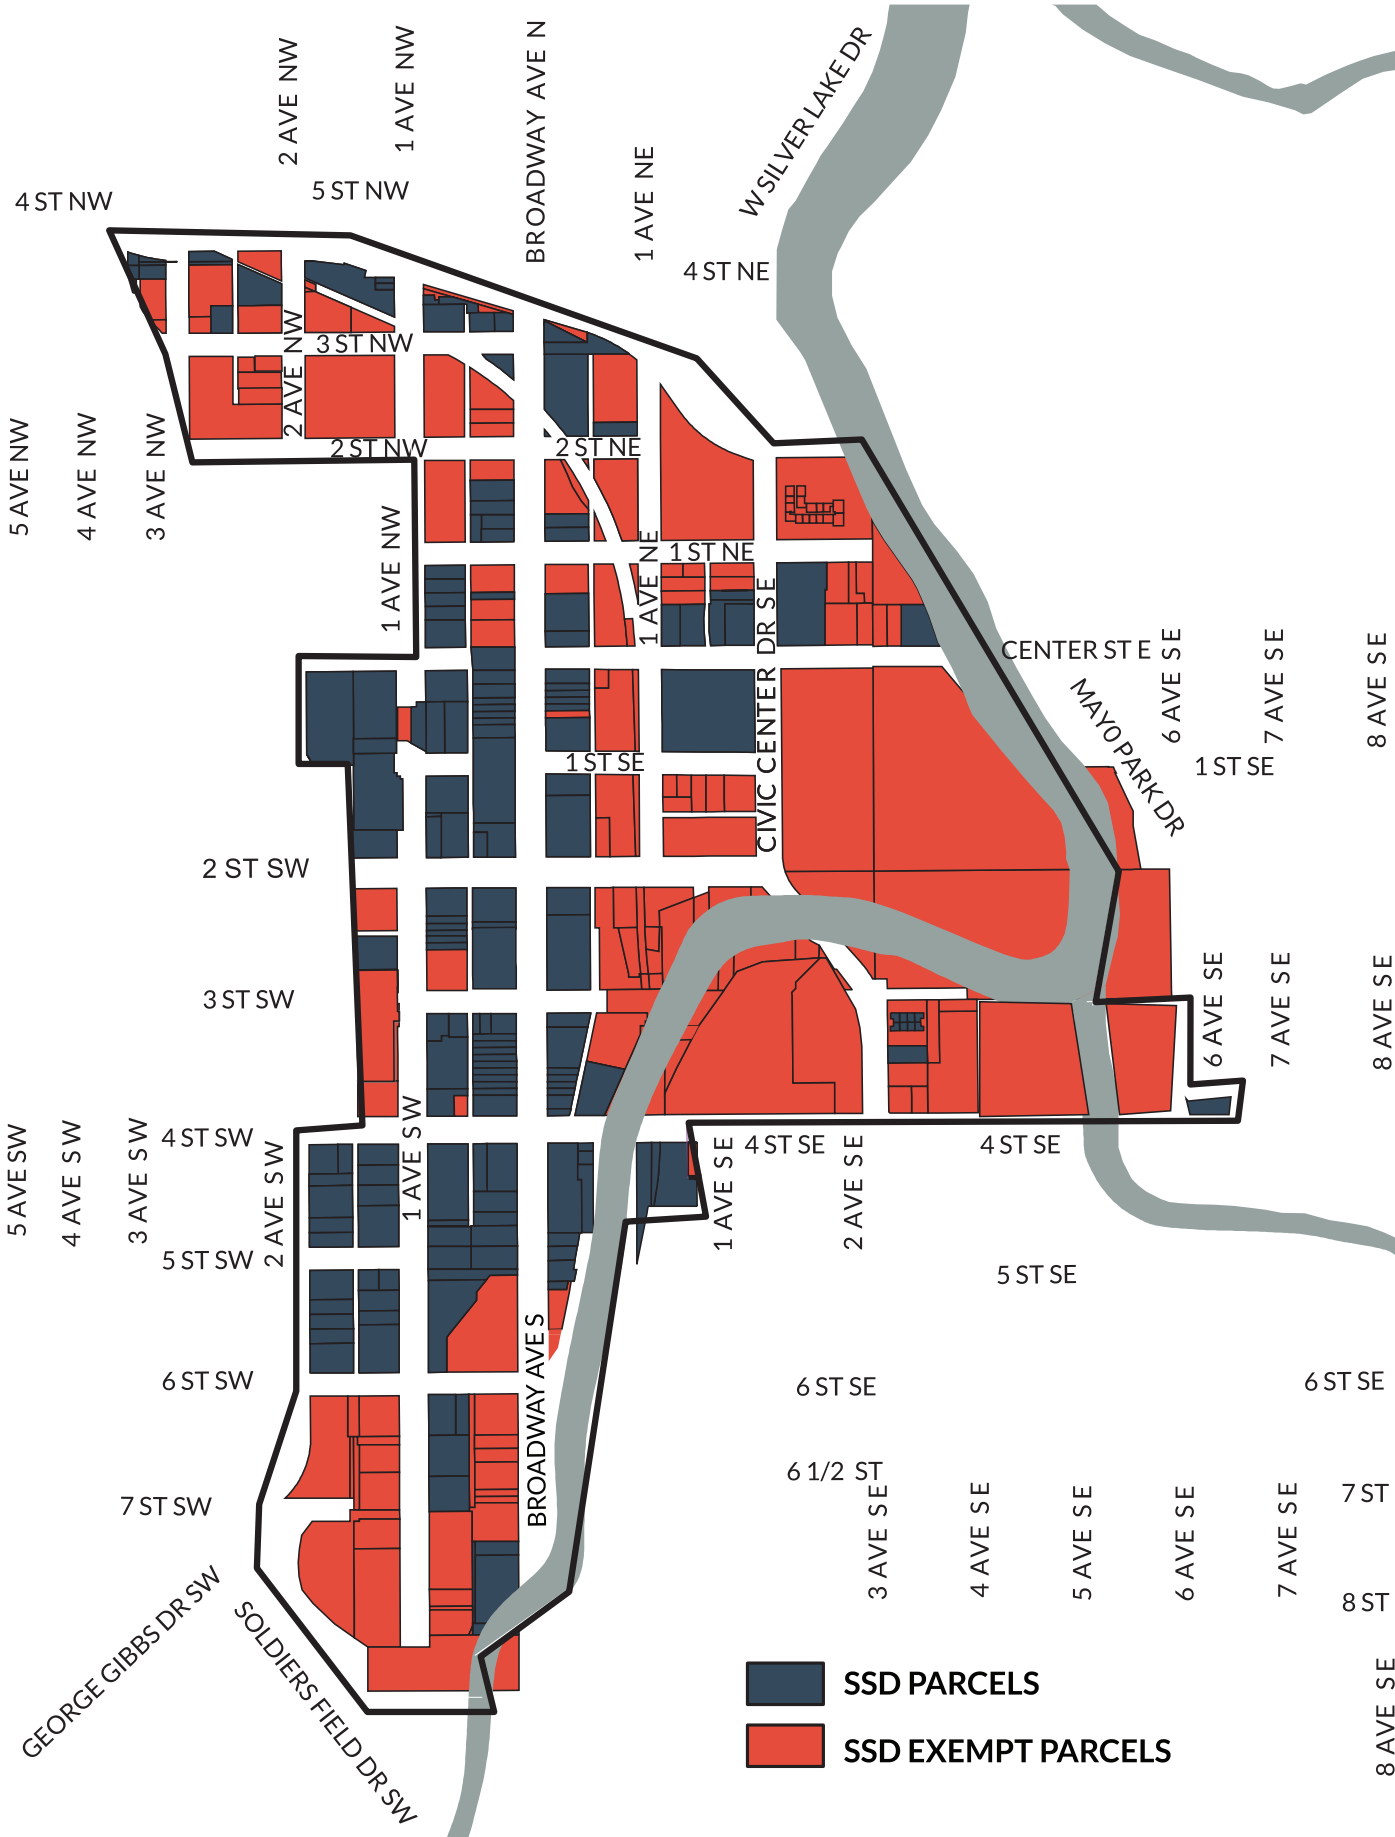 2 AVE NW
1 AVE NW
BROADWAY AVE N
W SILVER LAKE DR
1 AVE NE
5 ST NW
4 ST NW
4 ST NE
3 ST NW
2 AVE NW
5 AVE NW
4 AVE NW
3 AVE NW
2 ST NW
2 ST NE
1 AVE NW
1 AVE NE
1 ST NE
CIVIC CENTER DR SE
CENTER ST E
6 AVE SE
7 AVE SE
8 AVE SE
MAYO PARK DR
1 ST SE
1 ST SE
2 ST SW
3 ST SW
6 AVE SE
7 AVE SE
8 AVE SE
5 AVE SW
4 AVE SW
3 AVE SW
4 ST SW
2 AVE SW
1 AVE SW
1 AVE SE
4 ST SE
2 AVE SE
4 ST SE
5 ST SW
5 ST SE
6 ST SW
BROADWAY AVE S
6 ST SE
6 ST SE
6 1/2 ST
7 ST SW
3 AVE SE
4 AVE SE
5 AVE SE
6 AVE SE
7 AVE SE
7 ST
8 ST
GEORGE GIBBS DR SW
SOLDIERS FIELD DR SW
8 AVE SE
SSD PARCELS
SSD EXEMPT PARCELS